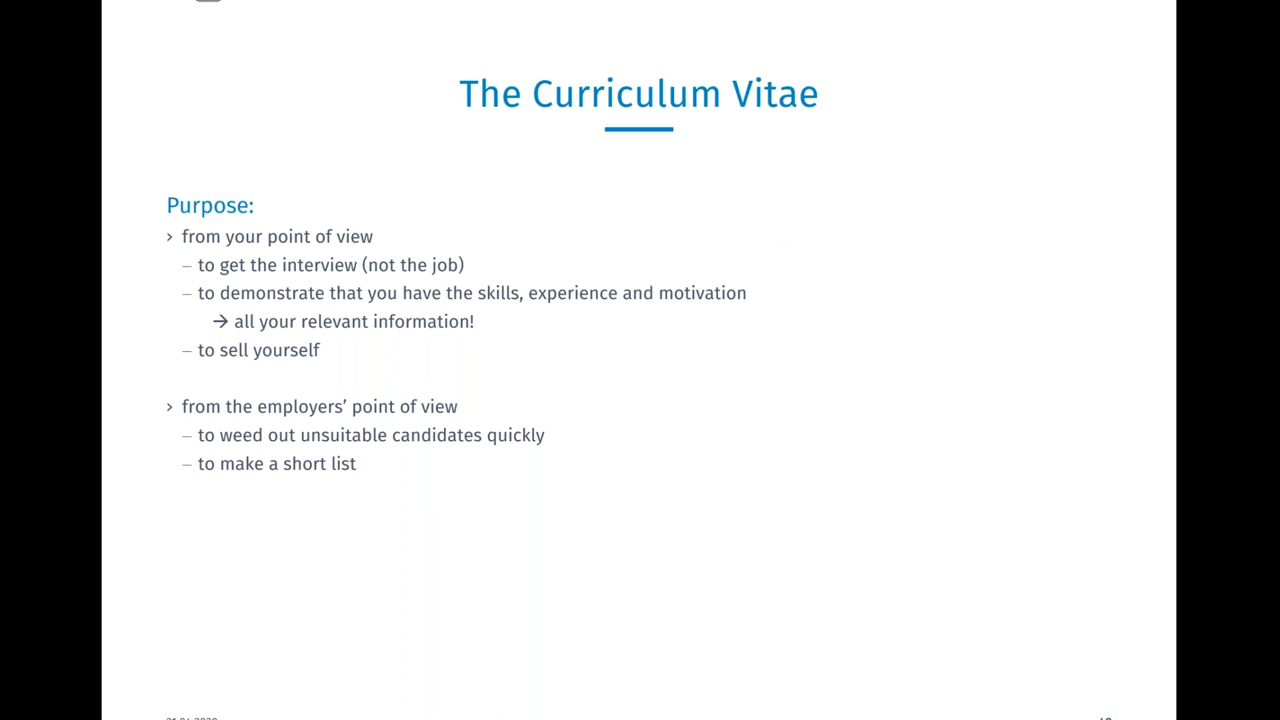 The Curriculum Vitae
Purpose:
› from your point of view
– to get the interview (not the job)
– to demonstrate that you have the skills, experience and motivation
→ all your relevant information!
– to sell yourself
› from the employers’ point of view
– to weed out unsuitable candidates quickly
– to make a short list